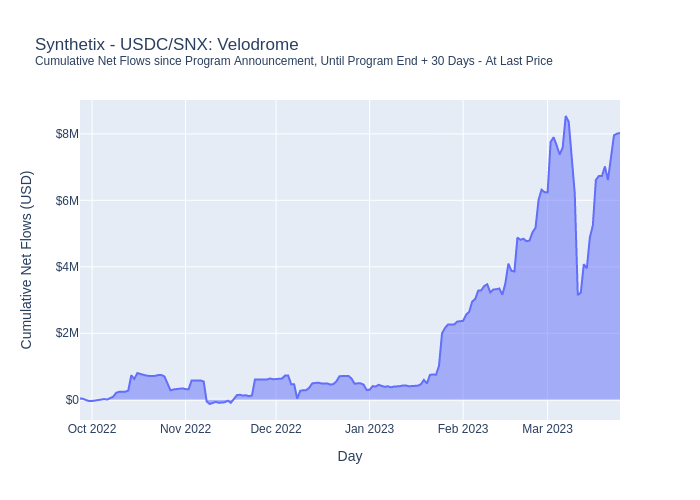 Synthetix - USDC/SNX: Velodrome
Cumulative Net Flows since Program Announcement, Until Program End + 30 Days - At Last Price
$8M
$6M
$4M
$2M
$0
Cumulative Net Flows (USD)
Oct 2022
Nov 2022
Dec 2022
Jan 2023
Feb 2023
Mar 2023
Day